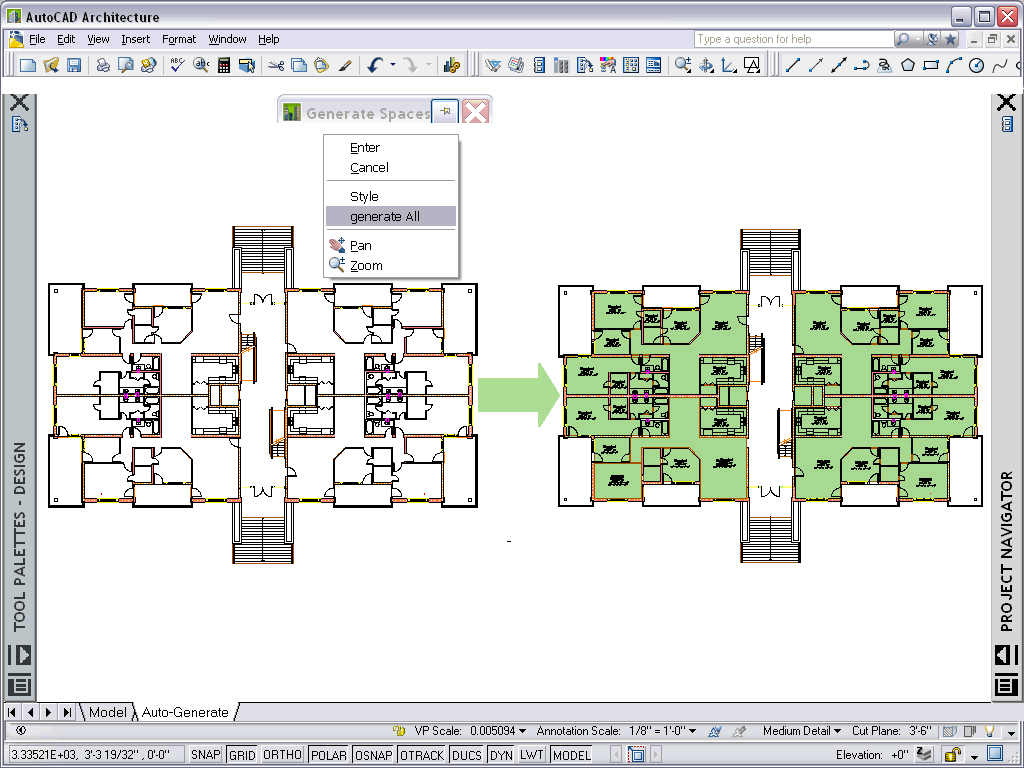 AutoCAD Architecture
File Edit View Insert Format Window Help
Type a question for help
ABC
Generate Spaces
Enter
Cancel
Style
generate All
Pan
Zoom
TOOL PALETTES - DESIGN
PROJECT NAVIGATOR
Model Auto-Generate
VP Scale: 0.005094 Annotation Scale: 1/8" = 1'-0" Medium Detail Cut Plane: 3'-6"
3.33521E+03, 3'-3 19/32" , 0'-0" SNAP GRID ORTHO POLAR OSNAP OTRACK DUCS DYN LWT MODEL Elevation: +0"